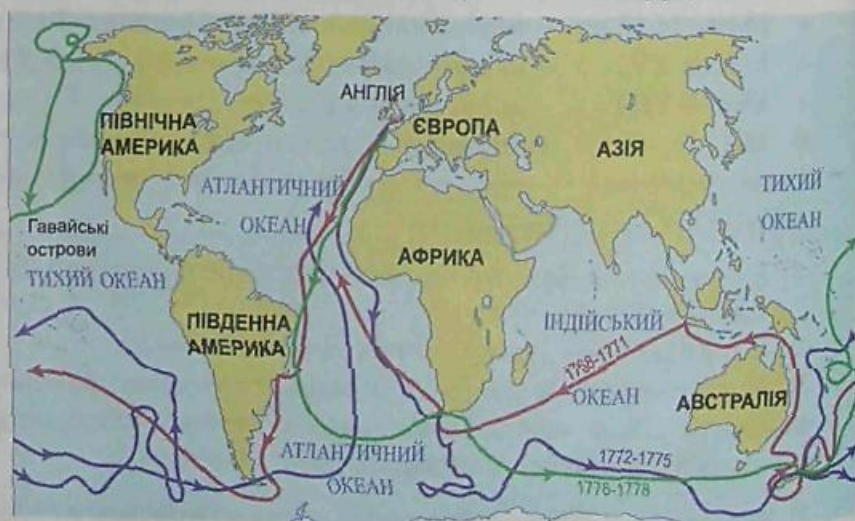 АНГЛІЯ
ЄВРОПА
ПІВНІЧНА
АМЕРИКА
АЗІЯ
АТЛАНТИЧНИЙ
ОКЕАН
ТИХИЙ
ОКЕАН
Гавайські
острови
ТИХИЙ ОКЕАН
АФРИКА
ПІВДЕННА
АМЕРИКА
ІНДІЙСЬКИЙ
ОКЕАН
1768-1771
АВСТРАЛІЯ
АТЛАНТИЧНИЙ
ОКЕАН
1772-1775
1776-1778